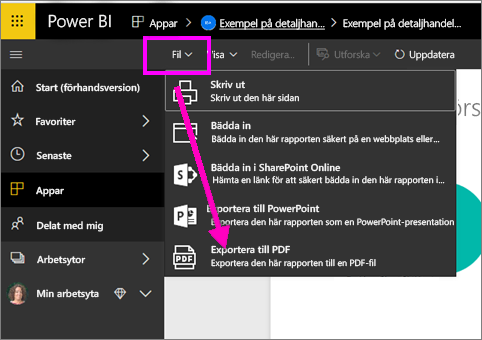 Power BI Appar Exempel på detaljhan... Exempel på detaljhandel...
Fil Visa Redigera... Utforska Uppdatera
Start (förhandsversion)
Favoriter
Senaste
Appar
Delat med mig
Arbetsytor
Min arbetsyta
Skriv ut
Skriv ut den här sidan
Bädda in
Bädda in den här rapporten säkert på en webbplats eller...
Bädda in i SharePoint Online
Hämta en länk för att säkert bädda in den här rapporten i...
Exportera till PowerPoint
Exportera den här rapporten som en PowerPoint-presentation
PDF
Exportera till PDF
Exportera den här rapporten till en PDF-fil